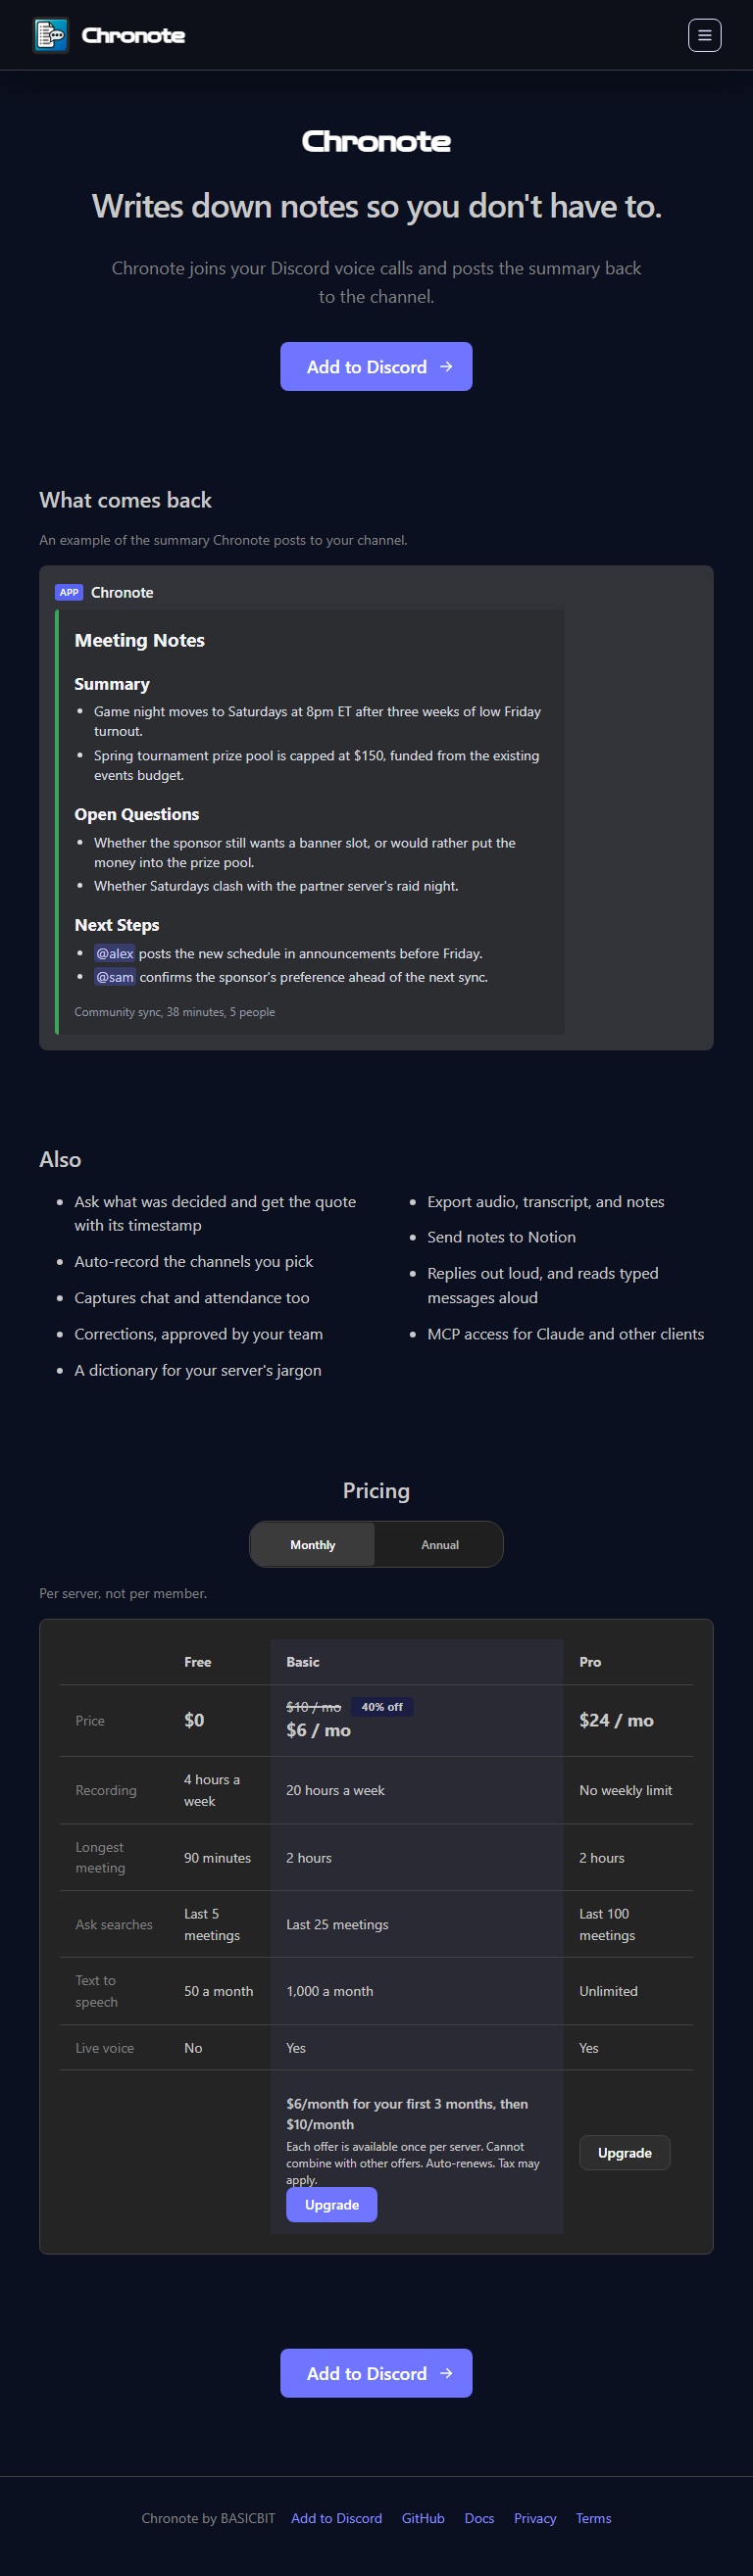 Chronote
Chronote
Writes down notes so you don't have to.
Chronote joins your Discord voice calls and posts the summary back
to the channel.
Add to Discord →
What comes back
An example of the summary Chronote posts to your channel.
APP Chronote
Meeting Notes
Summary
• Game night moves to Saturdays at 8pm ET after three weeks of low Friday
turnout.
• Spring tournament prize pool is capped at $150, funded from the existing
events budget.
Open Questions
• Whether the sponsor still wants a banner slot, or would rather put the
money into the prize pool.
• Whether Saturdays clash with the partner server's raid night.
Next Steps
• @alex posts the new schedule in announcements before Friday.
• @sam confirms the sponsor's preference ahead of the next sync.
Community sync, 38 minutes, 5 people
Also
• Ask what was decided and get the quote
with its timestamp
• Auto-record the channels you pick
• Captures chat and attendance too
• Corrections, approved by your team
• A dictionary for your server's jargon
• Export audio, transcript, and notes
• Send notes to Notion
• Replies out loud, and reads typed
messages aloud
• MCP access for Claude and other clients
Pricing
Monthly Annual
Per server, not per member.
Free Basic Pro
Price $0 $10 / mo 40% off $6 / mo $24 / mo
Recording 4 hours a week 20 hours a week No weekly limit
Longest meeting 90 minutes 2 hours 2 hours
Ask searches Last 5 meetings Last 25 meetings Last 100 meetings
Text to speech 50 a month 1,000 a month Unlimited
Live voice No Yes Yes
$6/month for your first 3 months, then
$10/month
Each offer is available once per server. Cannot
combine with other offers. Auto-renews. Tax may
apply.
Upgrade
Upgrade
Add to Discord →
Chronote by BASICBIT Add to Discord GitHub Docs Privacy Terms